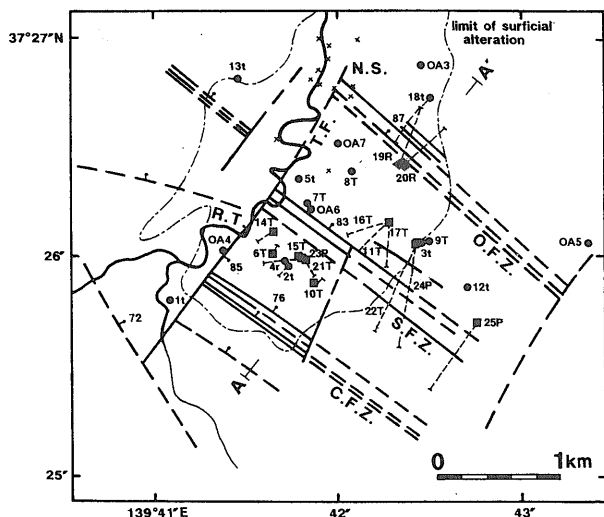 37°27'N
limit of surficial
alteration
13t
N.S.
OA3
A'
18t
87
T.F.
OA7
19R
20R
8T
5t
7T
OA6
R.T.
14T
83
16T
17T
O.F.Z.
OA4
26'
6T
15T
23P
11T
9T
3t
OA5
85
4r
2t
21T
10T
24P
12t
1t
76
22T
S.F.Z.
25P
72
A
C.F.Z.
0
1km
25'
139°41'E
42'
43'